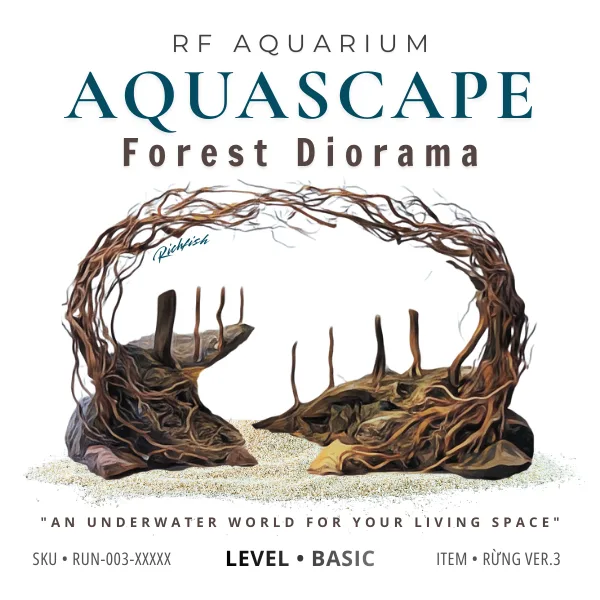 RF AQUARIUM
AQUASCAPE
Forest Diorama
Richfish
"AN UNDERWATER WORLD FOR YOUR LIVING SPACE"
SKU • RUN-003-XXXXX
LEVEL • BASIC
ITEM • RỪNG VER.3